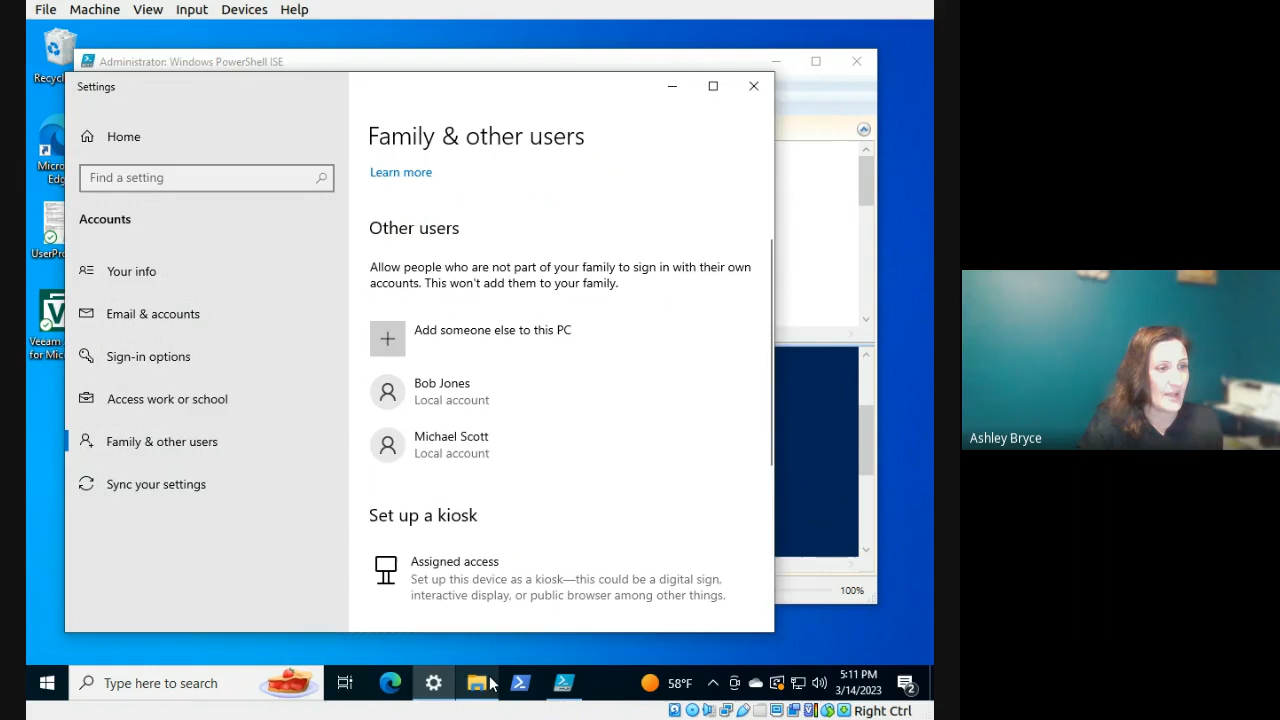 File Machine View Input Devices Help
Administrator: Windows PowerShell ISE
Settings
Home
Find a setting
Accounts
Your info
Email & accounts
Sign-in options
Access work or school
Family & other users
Sync your settings
Family & other users
Learn more
Other users
Allow people who are not part of your family to sign in with their own
accounts. This won't add them to your family.
Add someone else to this PC
Bob Jones
Local account
Michael Scott
Local account
Set up a kiosk
Assigned access
Set up this device as a kiosk—this could be a digital sign,
interactive display, or public browser among other things.
100%
Ashley Bryce
Type here to search
58°F
5:11 PM
3/14/2023
2
Right Ctrl